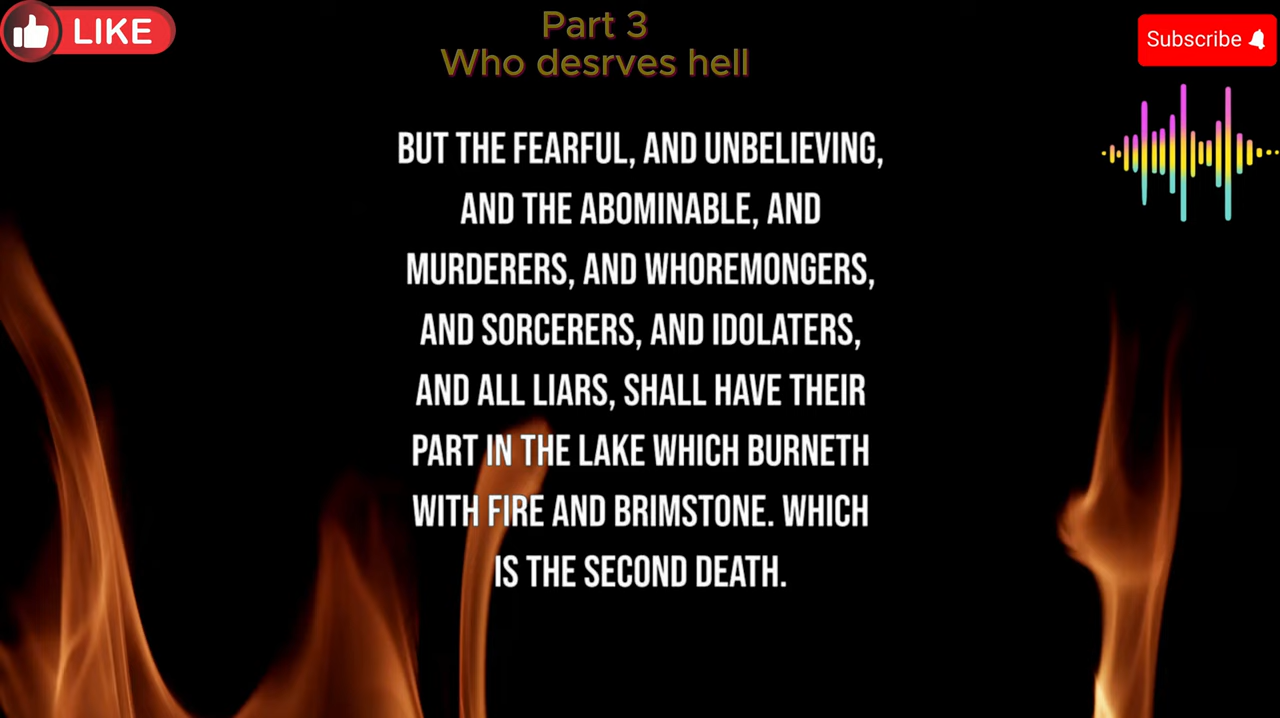 LIKE
Part 3
Who desrves hell
Subscribe
BUT THE FEARFUL, AND UNBELIEVING,
AND THE ABOMINABLE, AND
MURDERERS, AND WHOREMONGERS,
AND SORCERERS, AND IDOLATERS,
AND ALL LIARS, SHALL HAVE THEIR
PART IN THE LAKE WHICH BURNETH
WITH FIRE AND BRIMSTONE. WHICH
IS THE SECOND DEATH.